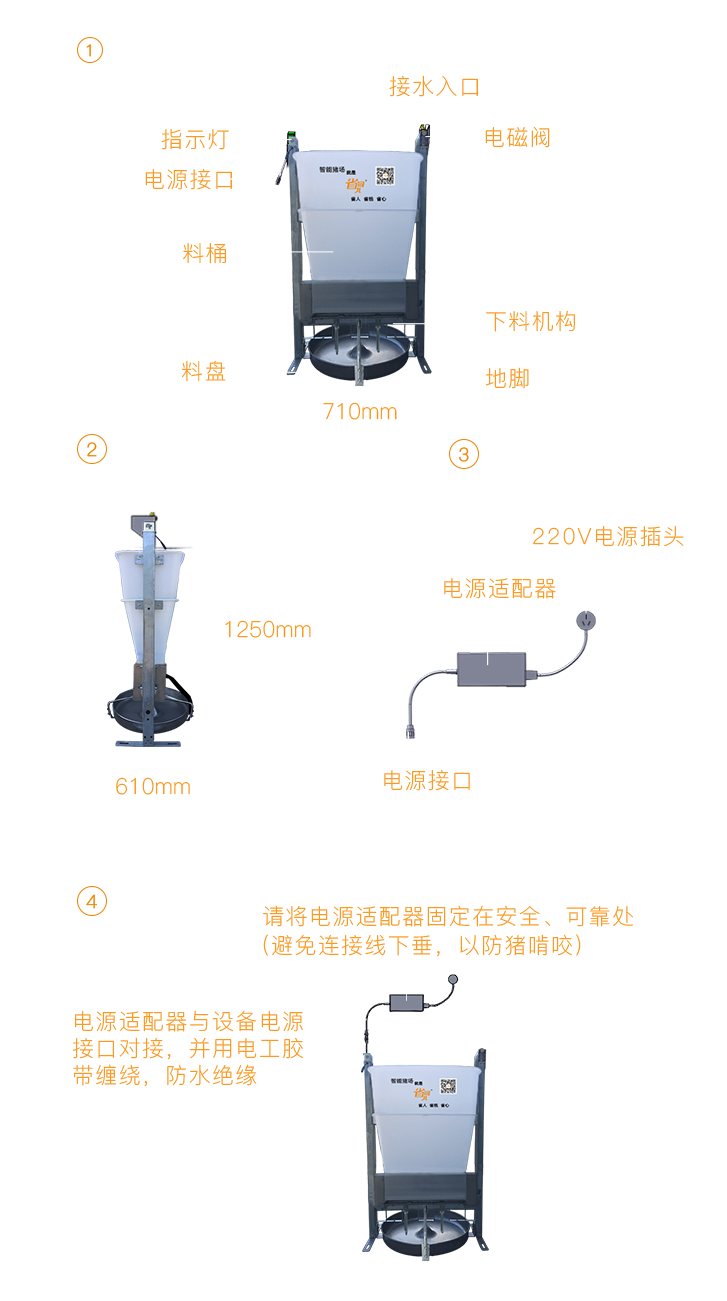 ①
接水入口
指示灯
电磁阀
电源接口
智能猪场
就是
省人 省料 省心
料桶
下料机构
料盘
地脚
710mm
②
③
220V电源插头
电源适配器
1250mm
电源接口
610mm
④
请将电源适配器固定在安全、可靠处
(避免连接线下垂，以防猪啃咬)
电源适配器与设备电源
接口对接，并用电工胶
带缠绕，防水绝缘
智能猪场
就是
省人 省料 省心